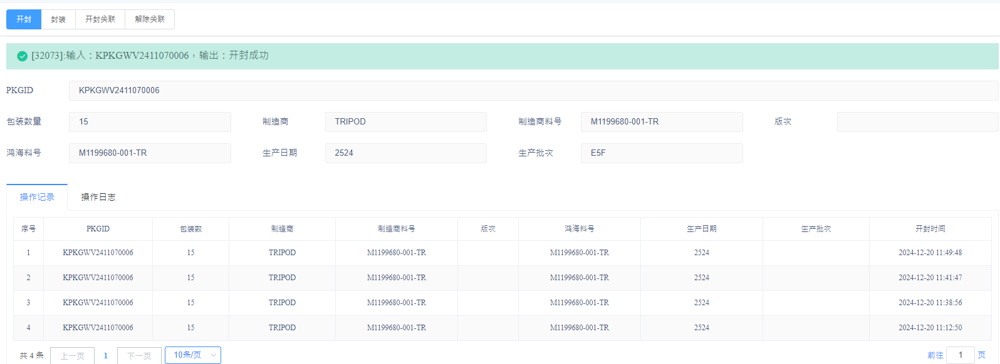 开封 封装 开封关联 解除关联
[32073]:输入：KPKGWV2411070006，输出：开封成功
PKGID KPKGWV2411070006
包装数量 15 制造商 TRIPOD 制造商料号 M1199680-001-TR 版次
鸿海料号 M1199680-001-TR 生产日期 2524 生产批次 E5F
操作记录 操作日志
序号 PKGID 包装数 制造商 制造商料号 版次 鸿海料号 生产日期 生产批次 开封时间
1 KPKGWV2411070006 15 TRIPOD M1199680-001-TR M1199680-001-TR 2524 2024-12-20 11:49:48
2 KPKGWV2411070006 15 TRIPOD M1199680-001-TR M1199680-001-TR 2524 2024-12-20 11:41:47
3 KPKGWV2411070006 15 TRIPOD M1199680-001-TR M1199680-001-TR 2524 2024-12-20 11:38:56
4 KPKGWV2411070006 15 TRIPOD M1199680-001-TR M1199680-001-TR 2524 2024-12-20 11:12:50
共 4 条 上一页 1 下一页 10条/页 前往 1 页